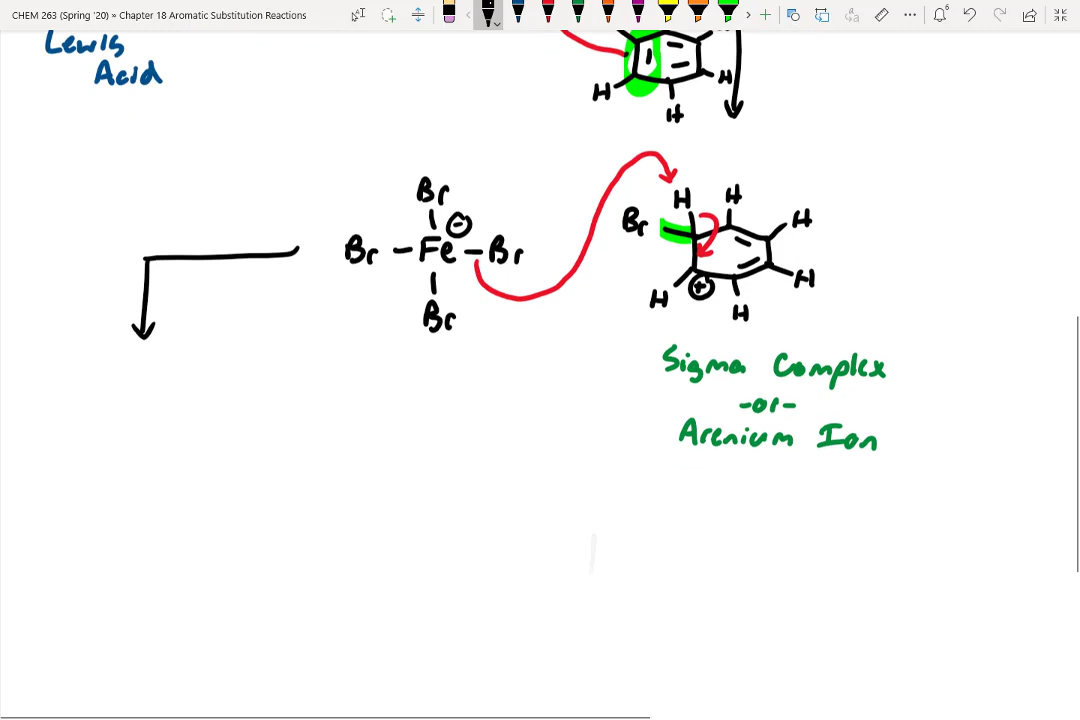 CHEM 263 (Spring '20) » Chapter 18 Aromatic Substitution Reactions
6
Lewis
Acid
H
H
H
Br
Br – Fe – Br
Br
⊖
Br
H
H
H
H
H
H
⊕
Sigma Complex
-or-
Arenium Ion